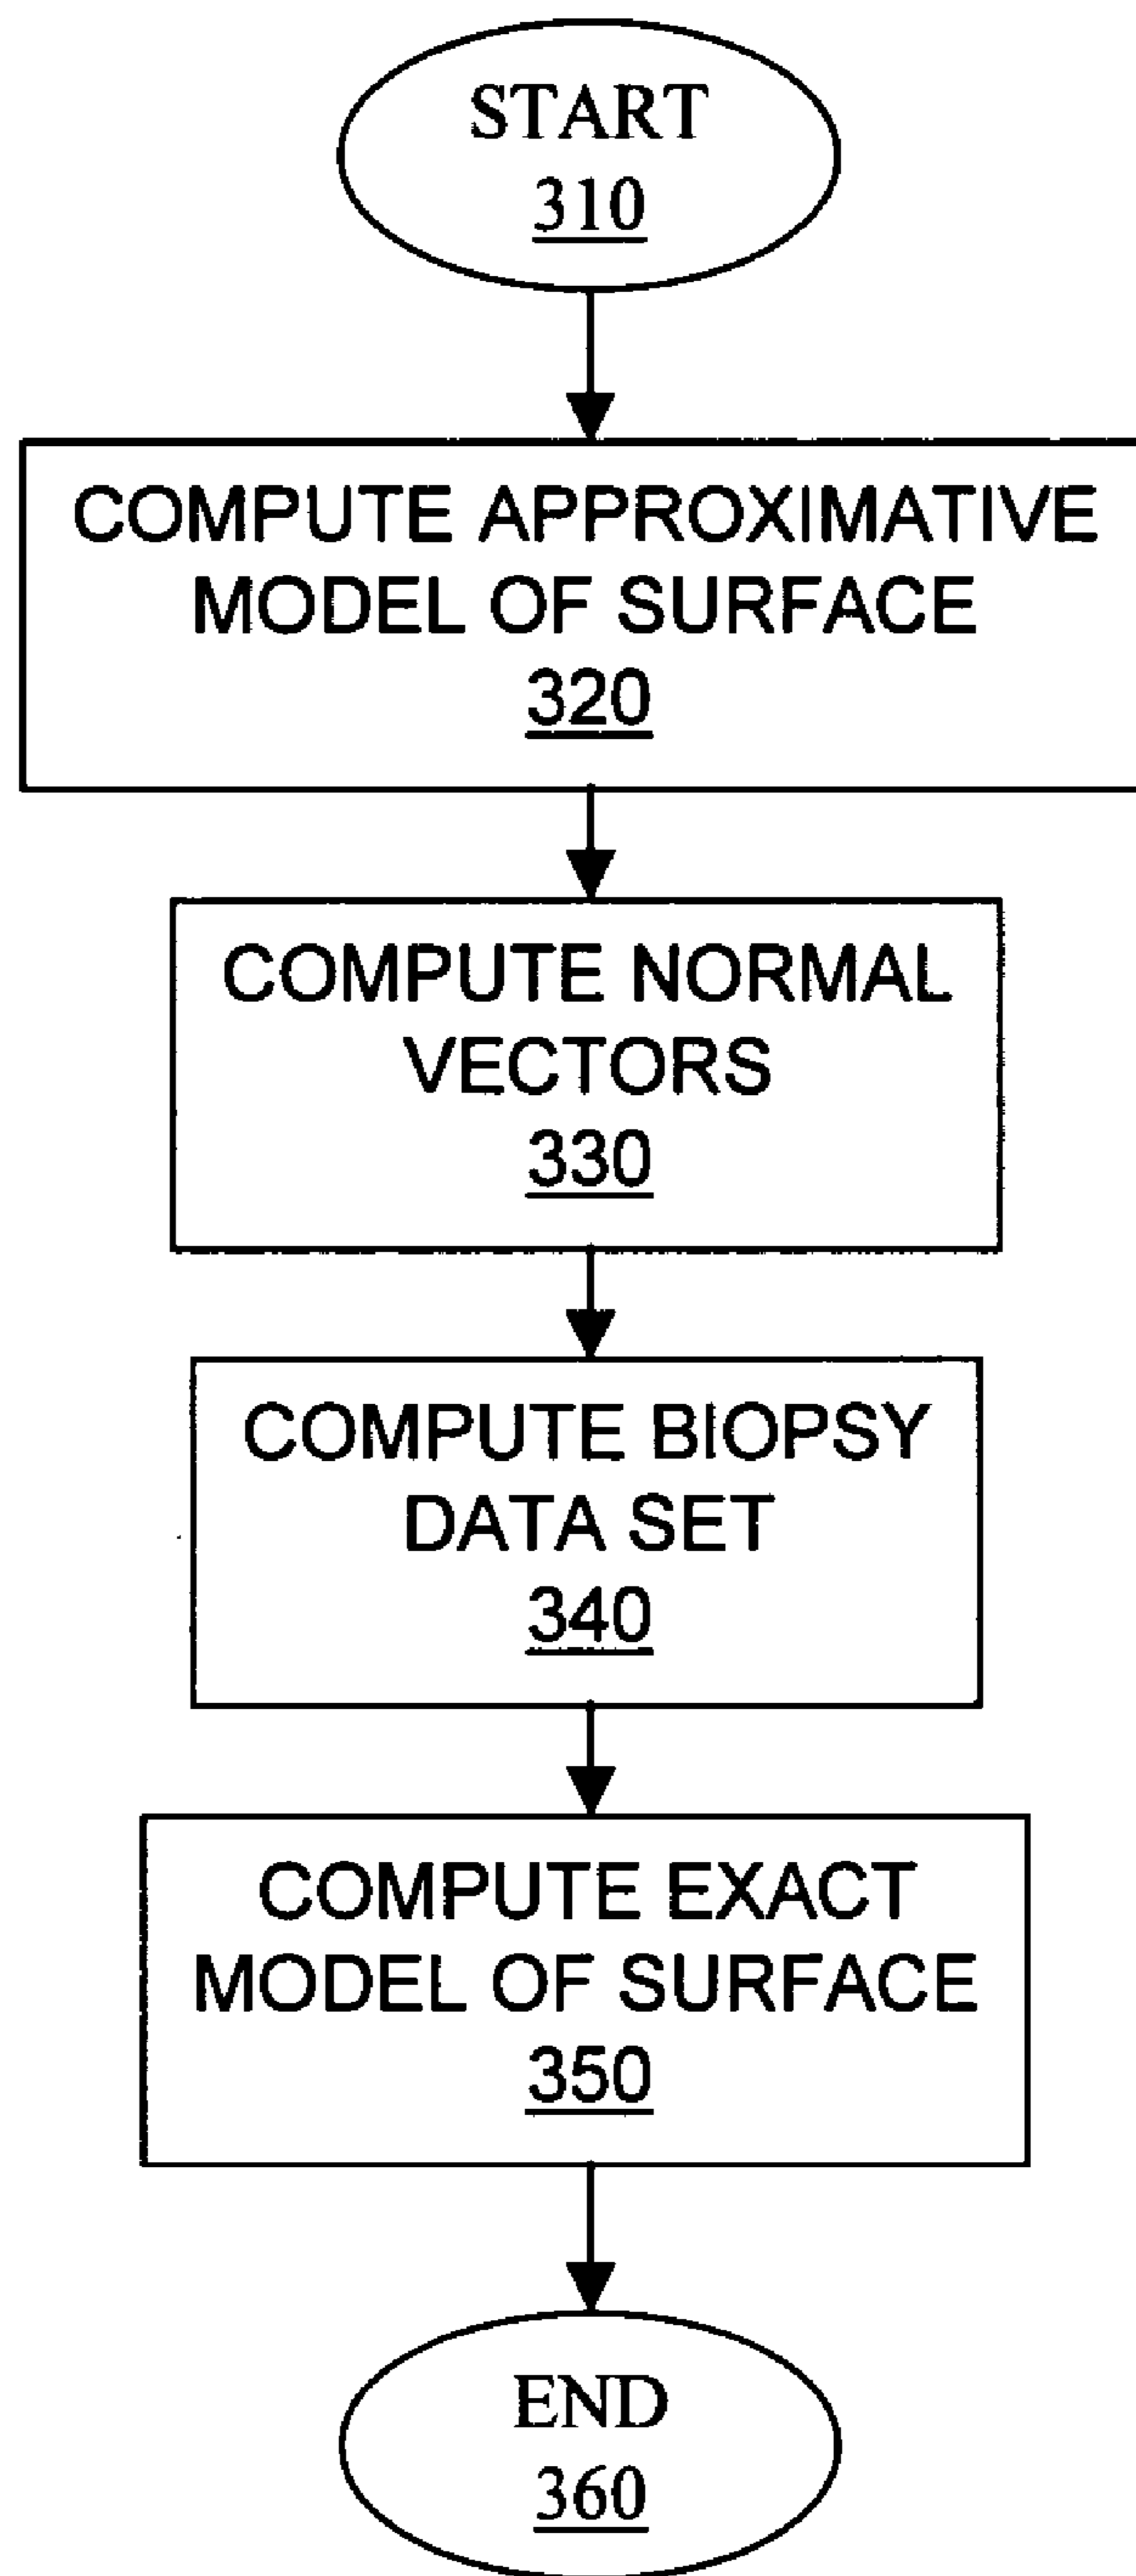 START
310
COMPUTE APPROXIMATIVE
MODEL OF SURFACE
320
COMPUTE NORMAL
VECTORS
330
COMPUTE BIOPSY
DATA SET
340
COMPUTE EXACT
MODEL OF SURFACE
350
END
360